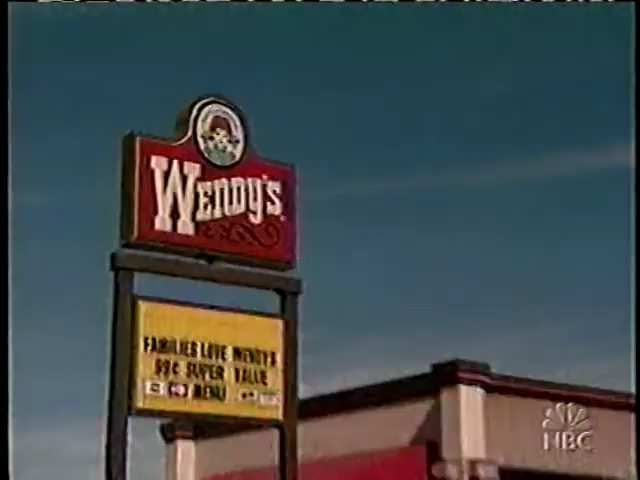 Wendy's
FAMILIES LOVE WENDY'S
99¢ SUPER VALUE
MENU
NBC